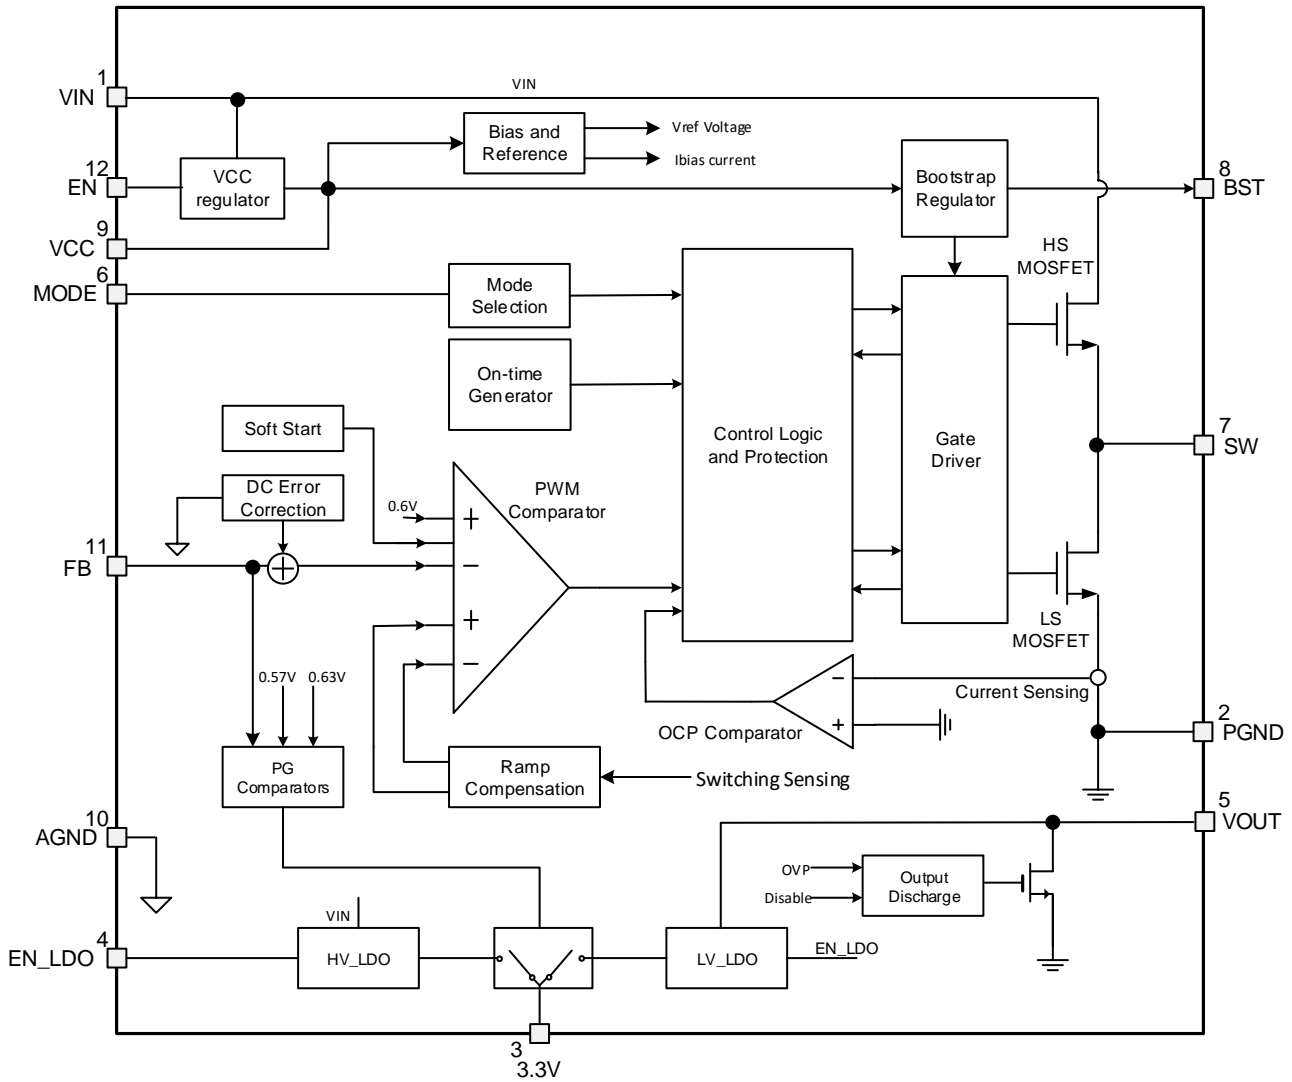 1
VIN
VIN
Bias and
Reference
Vref Voltage
Ibias current
12
EN
VCC
regulator
Bootstrap
Regulator
8
BST
9
VCC
6
MODE
Mode
Selection
HS
MOSFET
On-time
Generator
Soft Start
Control Logic
and Protection
Gate
Driver
7
SW
DC Error
Correction
0.6V
PWM
Comparator
+
−
+
−
11
FB
+
LS
MOSFET
0.57V
0.63V
−
+
Current Sensing
OCP Comparator
2
PGND
PG
Comparators
Ramp
Compensation
Switching Sensing
5
VOUT
10
AGND
OVP
Disable
Output
Discharge
VIN
4
EN_LDO
HV_LDO
LV_LDO
EN_LDO
3
3.3V